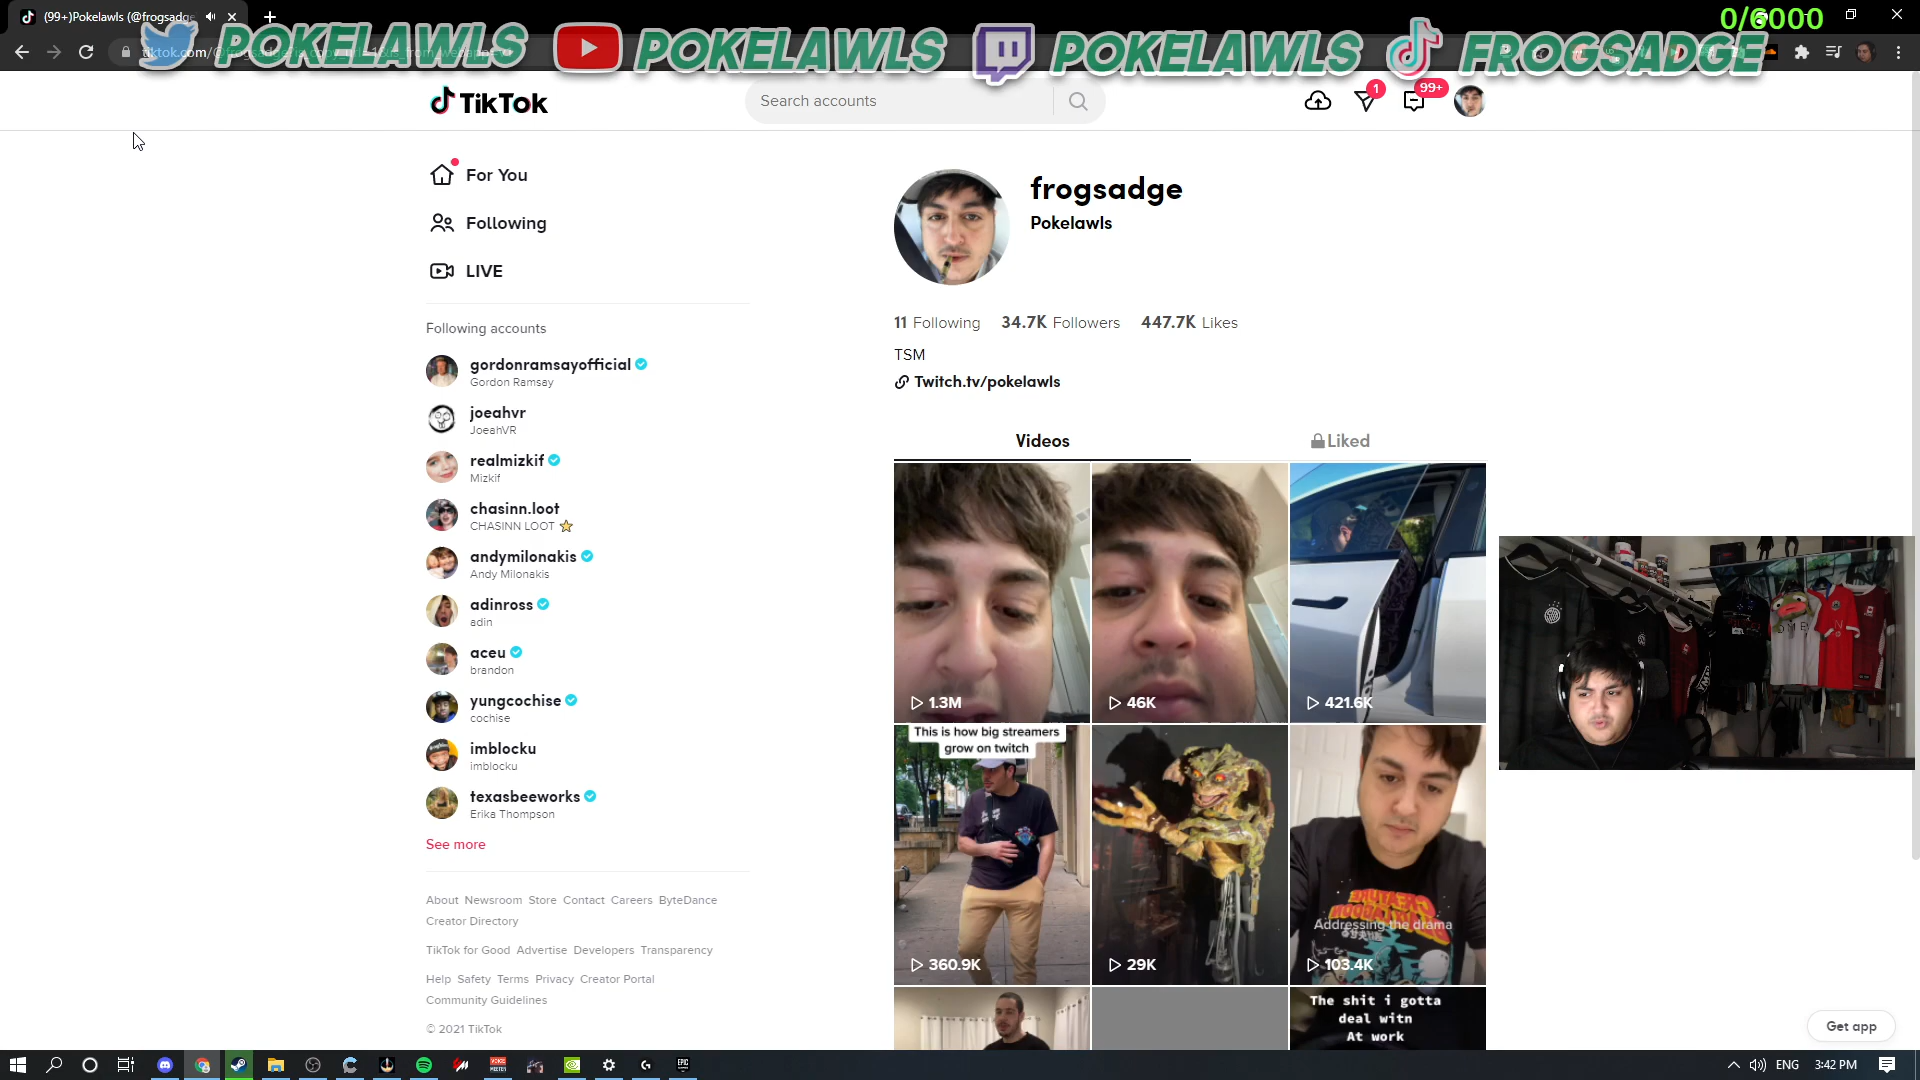 (99+)Pokelawls (@frogsadge
0/6000
POKELAWLS
POKELAWLS
POKELAWLS
FROGSADGE
TikTok
Search accounts
1
99+
For You
Following
LIVE
Following accounts
gordonramsayofficial
Gordon Ramsay
joeahvr
JoeahVR
realmizkif
Mizkif
chasinn.loot
CHASINN LOOT
andymilonakis
Andy Milonakis
adinross
adin
aceu
brandon
yungcochise
cochise
imblocku
imblocku
texasbeeworks
Erika Thompson
See more
About Newsroom Store Contact Careers ByteDance
Creator Directory
TikTok for Good Advertise Developers Transparency
Help Safety Terms Privacy Creator Portal
Community Guidelines
© 2021 TikTok
frogsadge
Pokelawls
11 Following 34.7K Followers 447.7K Likes
TSM
Twitch.tv/pokelawls
Videos
Liked
1.3M
46K
421.6K
This is how big streamers
grow on twitch
360.9K
29K
Addressing the drama
103.4K
The shit i gotta
deal witn
At work
Get app
ENG
3:42 PM